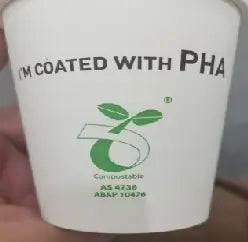 I'M COATED WITH PHA
®
Compostable
AS 4736
ABAP 10476